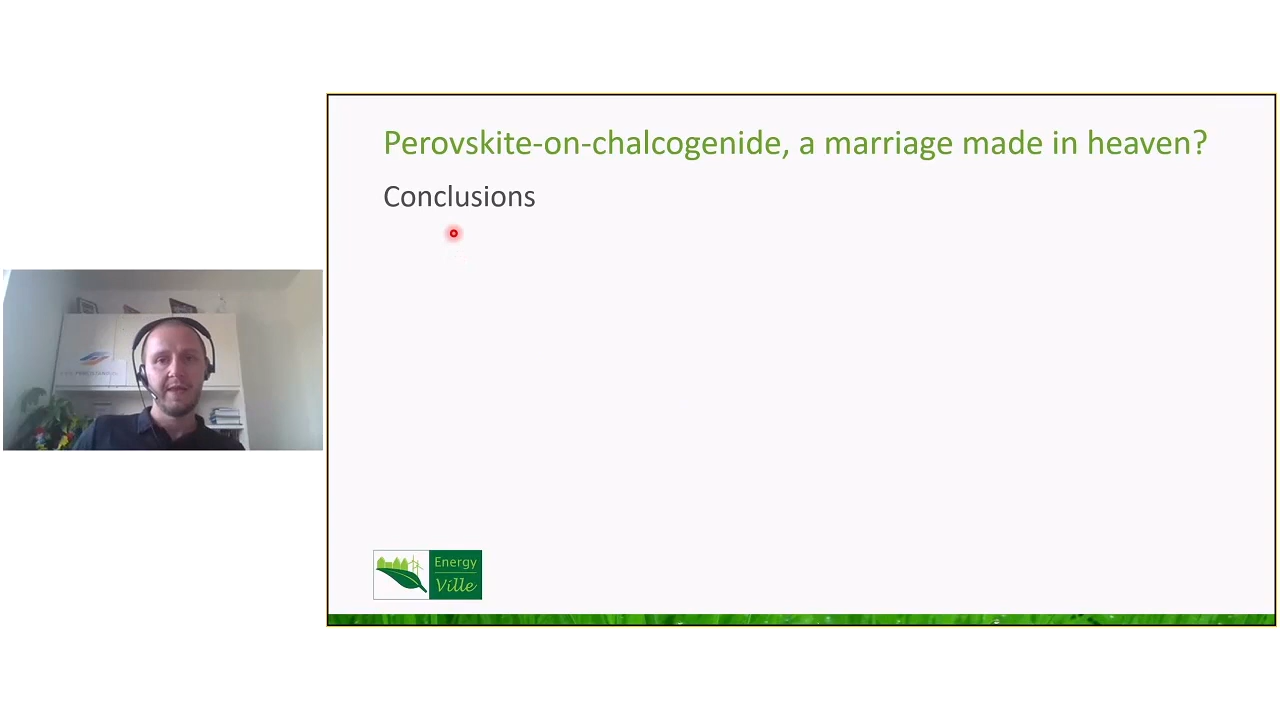 Perovskite-on-chalcogenide, a marriage made in heaven?
Conclusions
Energy
Ville